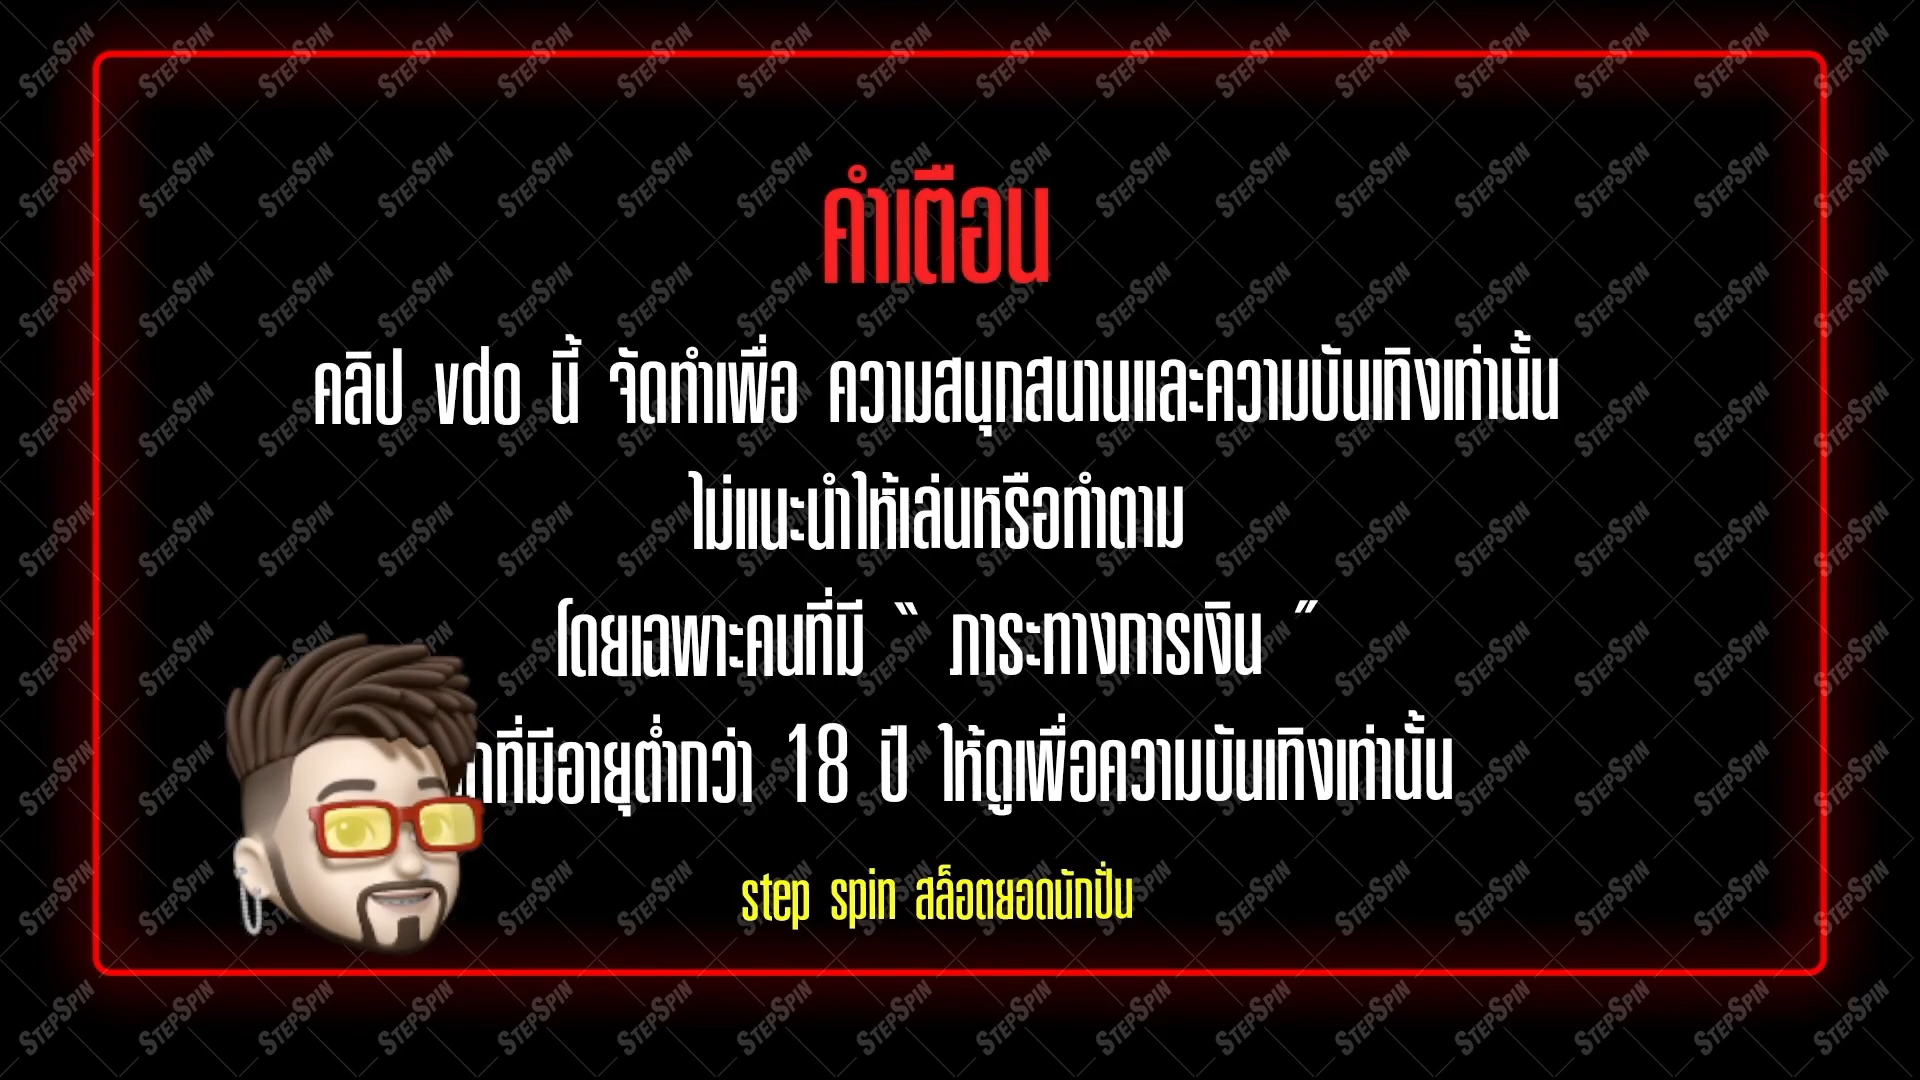 คำเตือน
คลิป vdo นี้ จัดทำเพื่อ ความสนุกสนานและความบันเทิงเท่านั้น
ไม่แนะนำให้เล่นหรือทำตาม
โดยเฉพาะคนที่มี “ ภาระทางการเงิน ”
ที่มีอายุต่ำกว่า 18 ปี ให้ดูเพื่อความบันเทิงเท่านั้น
step spin สล็อตยอดนักปั่น
STEPSPIN